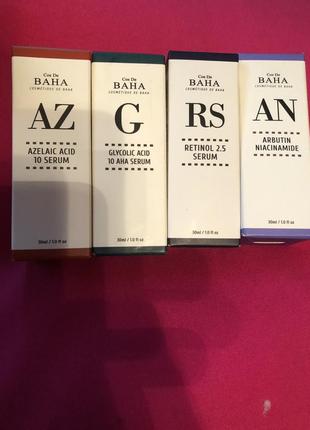 Cos De
BAHA
COSMÉTIQUE DE BAHA
AZ
AZELAIC ACID
10 SERUM
30ml / 1.0 fl oz
Cos De
BAHA
COSMÉTIQUE DE BAHA
G
GLYCOLIC ACID
10 AHA SERUM
30ml / 1.0 fl oz
Cos De
BAHA
COSMÉTIQUE DE BAHA
RS
RETINOL 2.5
SERUM
30ml / 1.0 fl oz
Cos De
BAHA
COSMÉTIQUE DE BAHA
AN
ARBUTIN
NIACINAMIDE
30ml / 1.0 fl oz